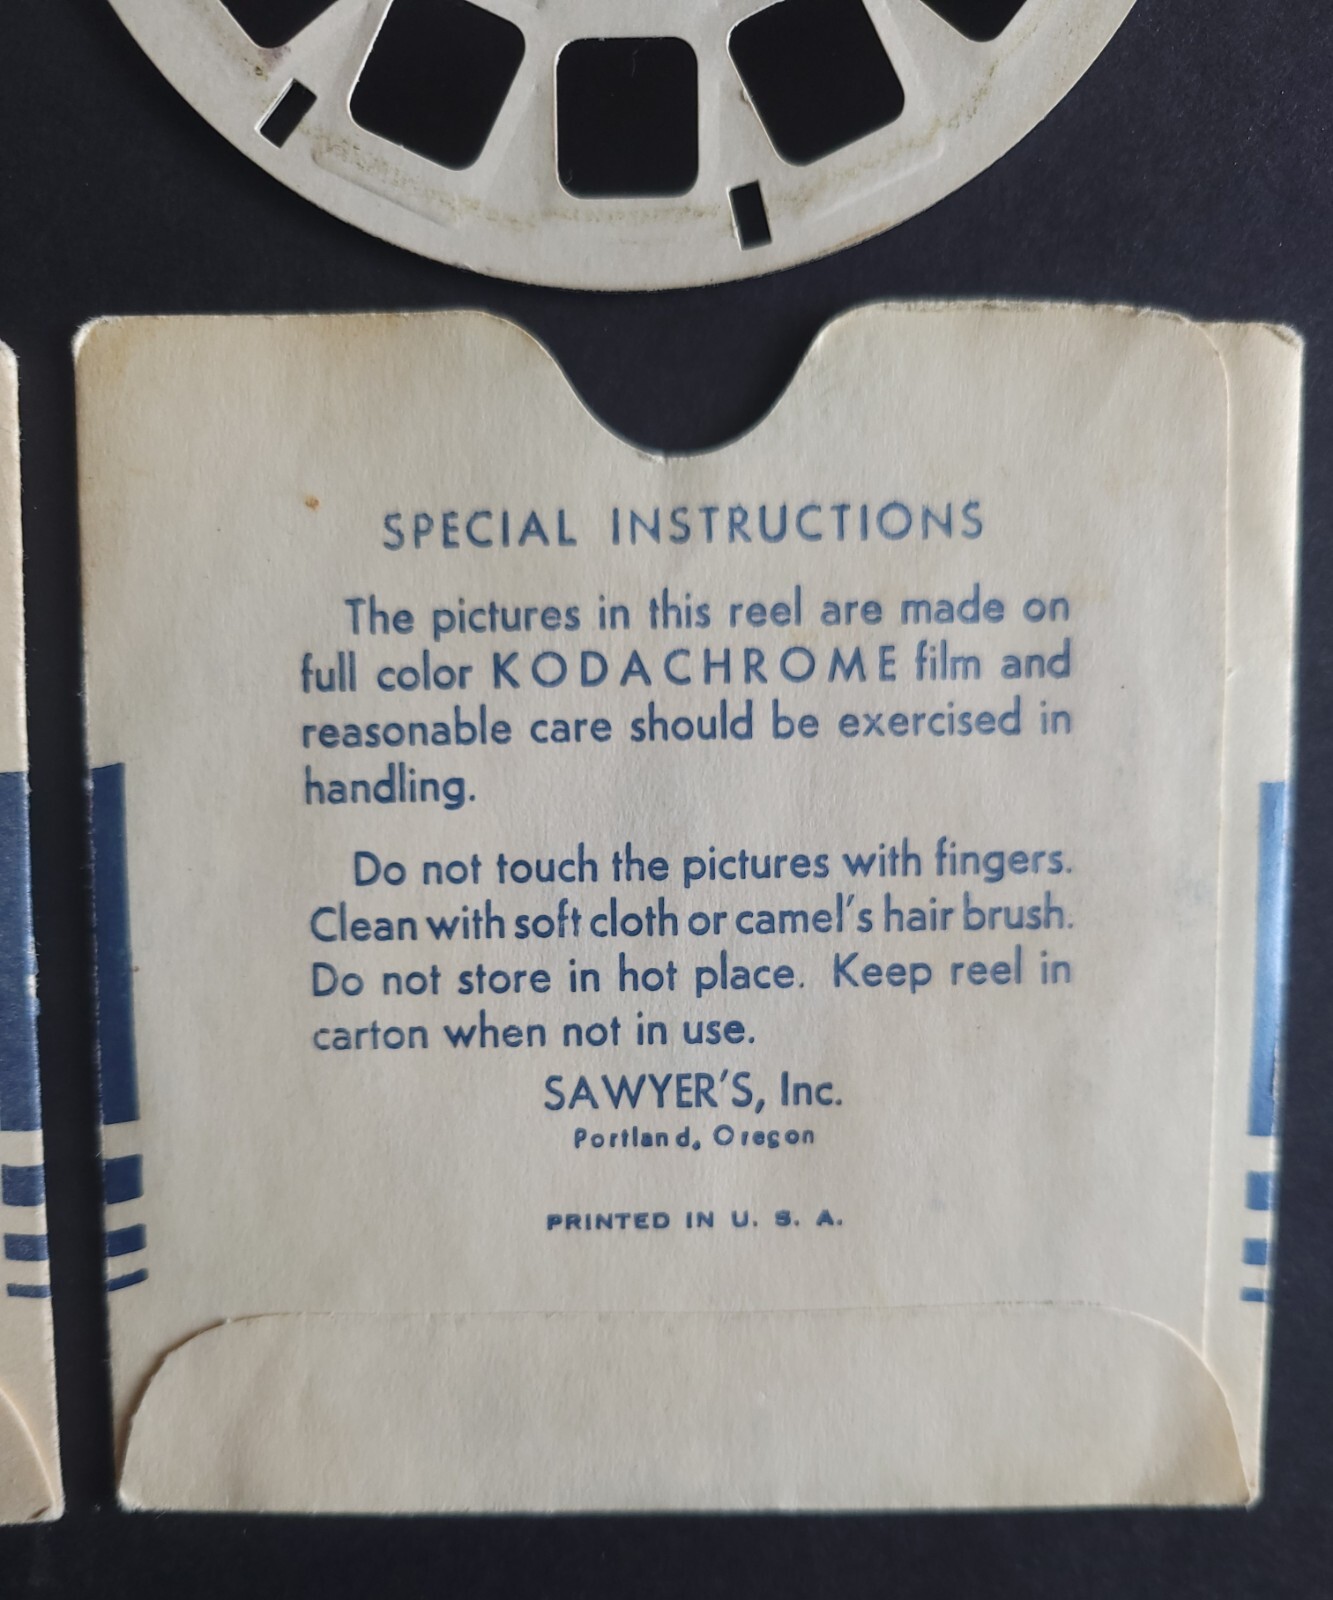 SPECIAL INSTRUCTIONS
The pictures in this reel are made on
full color KODACHROME film and
reasonable care should be exercised in
handling.
Do not touch the pictures with fingers.
Clean with soft cloth or camel's hair brush.
Do not store in hot place. Keep reel in
carton when not in use.
SAWYER'S, Inc.
Portland, Oregon
PRINTED IN U. S. A.